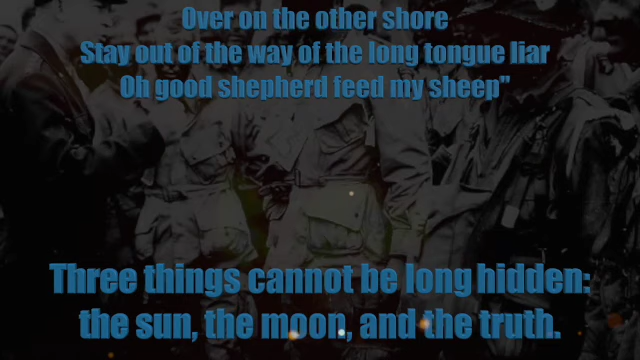 Over on the other shore
Stay out of the way of the long tongue liar
Oh good shepherd feed my sheep"
Three things cannot be long hidden:
the sun, the moon, and the truth.